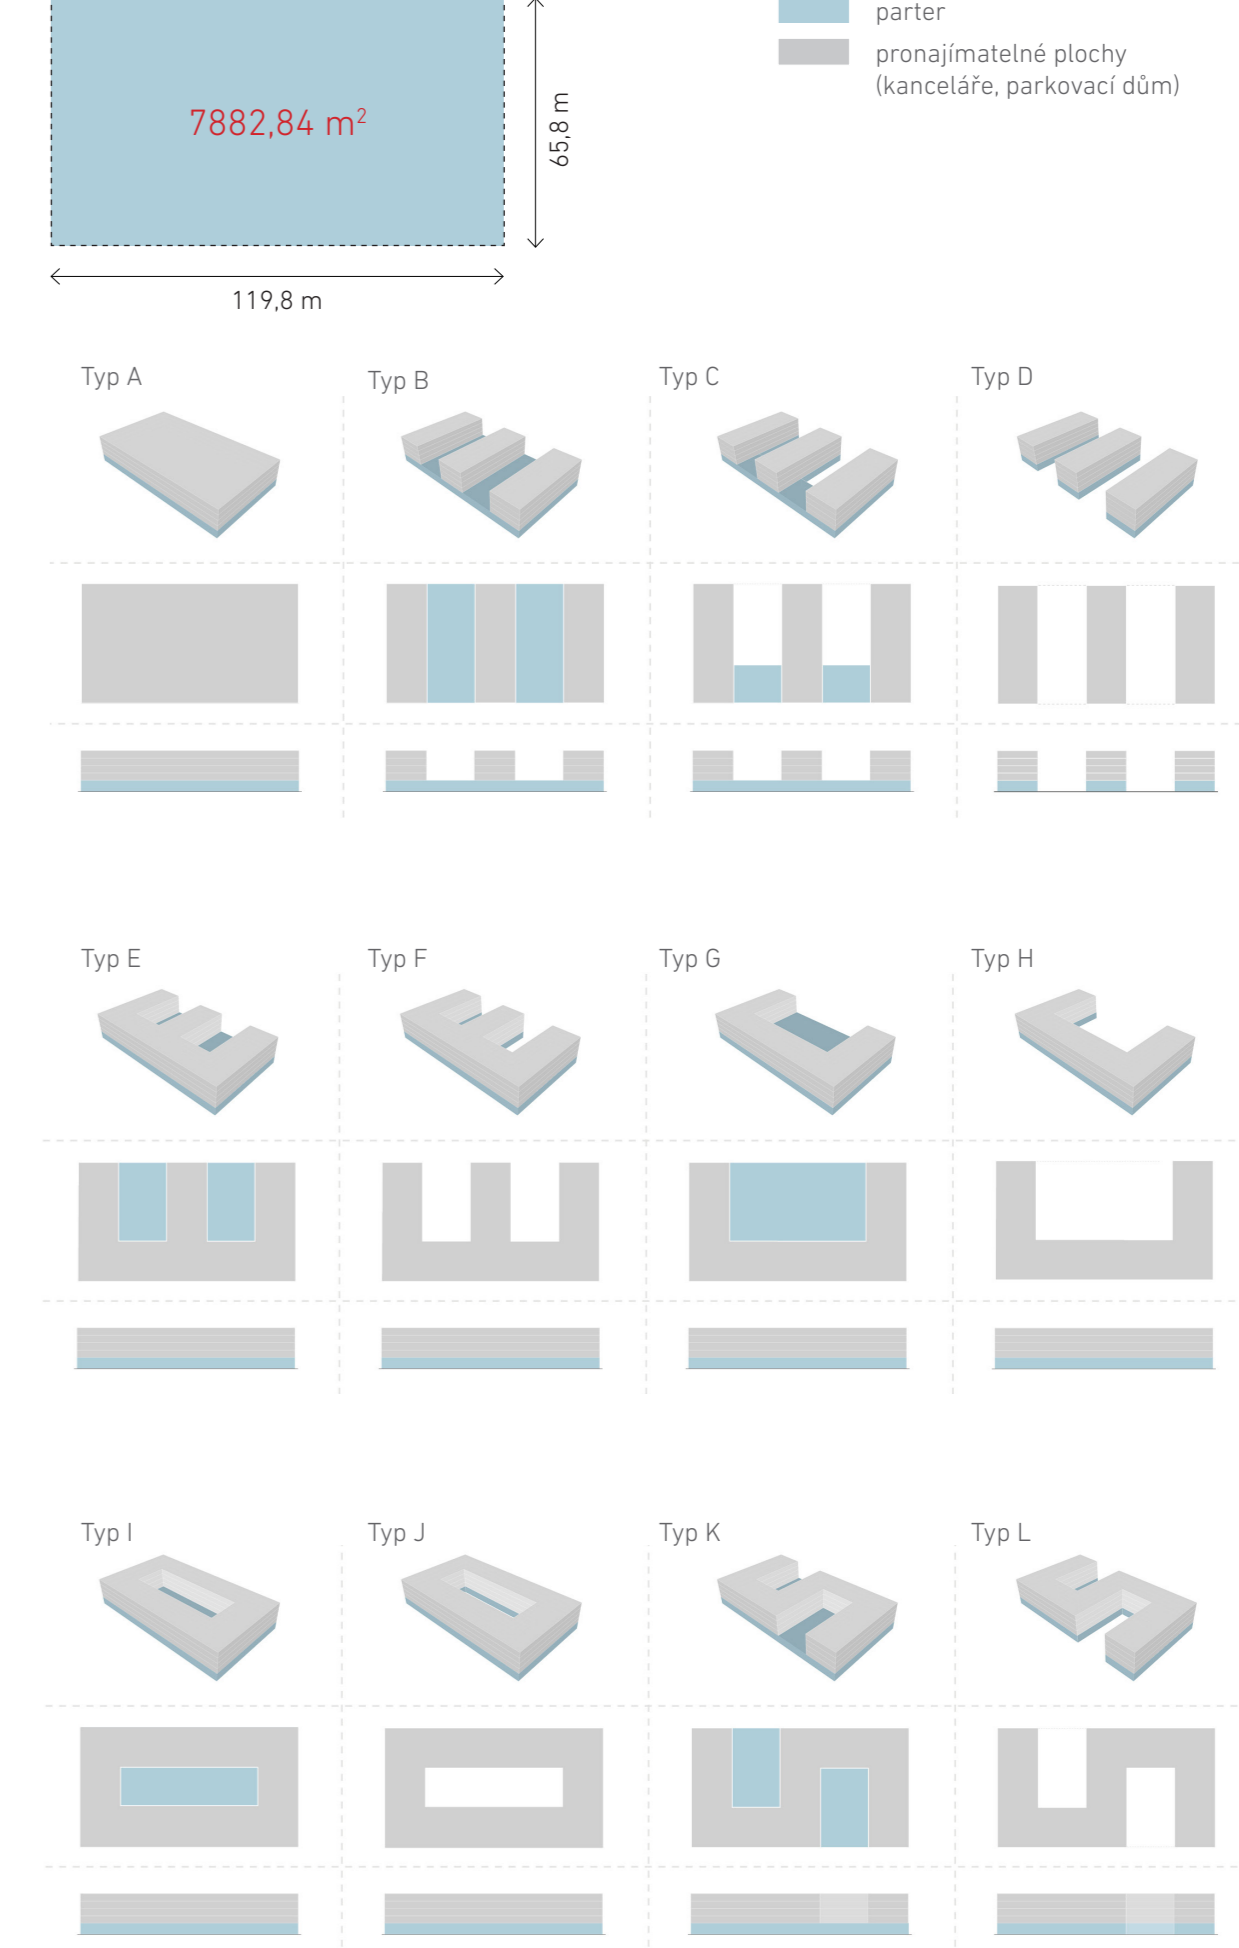 parter
pronajímatelné plochy
(kanceláře, parkovací dům)
7882,84 m²
65,8 m
119,8 m
Typ A
Typ B
Typ C
Typ D
Typ E
Typ F
Typ G
Typ H
Typ I
Typ J
Typ K
Typ L